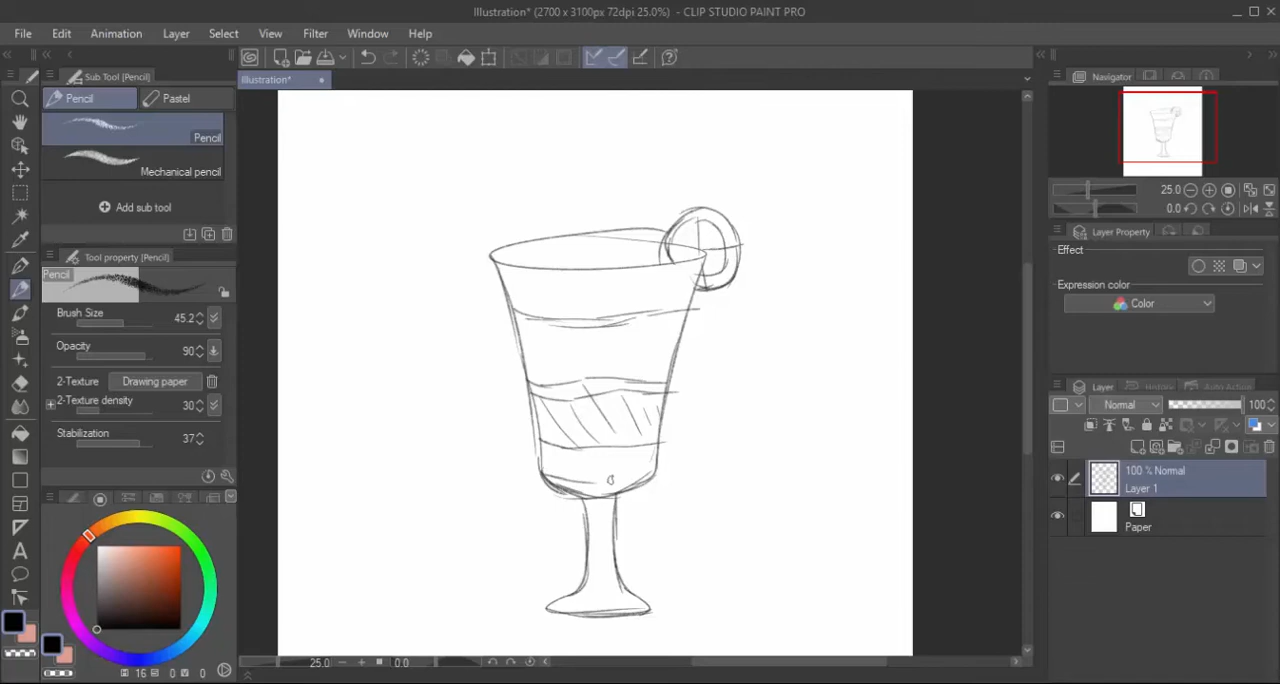 Illustration* (2700 x 3100px 72dpi 25.0%) - CLIP STUDIO PAINT PRO
File Edit Animation Layer Select View Filter Window Help
Sub Tool [Pencil]
Illustration*
Navigator
Pencil Pastel
Pencil
Mechanical pencil
Add sub tool
25.0
0.0
Layer Property
Effect
Tool property [Pencil]
Pencil
Expression color
Color
Brush Size 45.2
Opacity 90
2-Texture Drawing paper
2-Texture density 30
Stabilization 37
Layer History Auto Action
Normal 100
100 % Normal
Layer 1
Paper
A
25.0 0.0
H 16 S 0 V 0